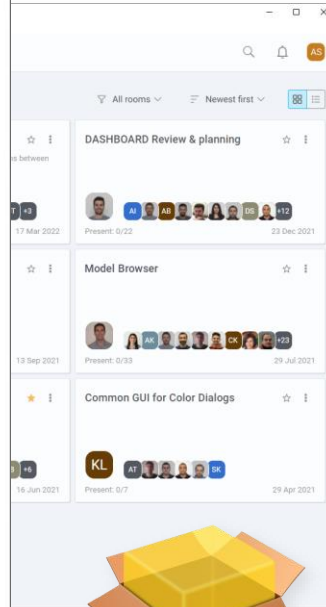 AS
All rooms
Newest first
s between
T +3
17 Mar 2022
DASHBOARD Review & planning
AI AB DS +12
Present: 0/22
23 Dec 2021
13 Sep 2021
Model Browser
AK CK +23
Present: 0/33
29 Jul 2021
+6
16 Jun 2021
Common GUI for Color Dialogs
KL AT SK
Present: 0/7
29 Apr 2021